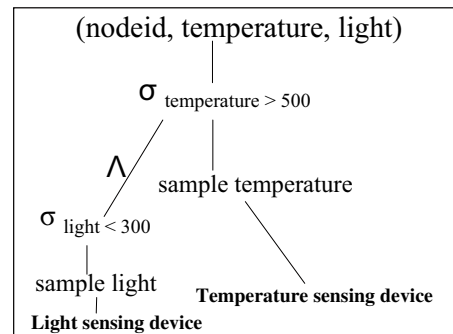 (nodeid, temperature, light)
σ temperature > 500
Λ
sample temperature
σ light < 300
sample light
Temperature sensing device
Light sensing device